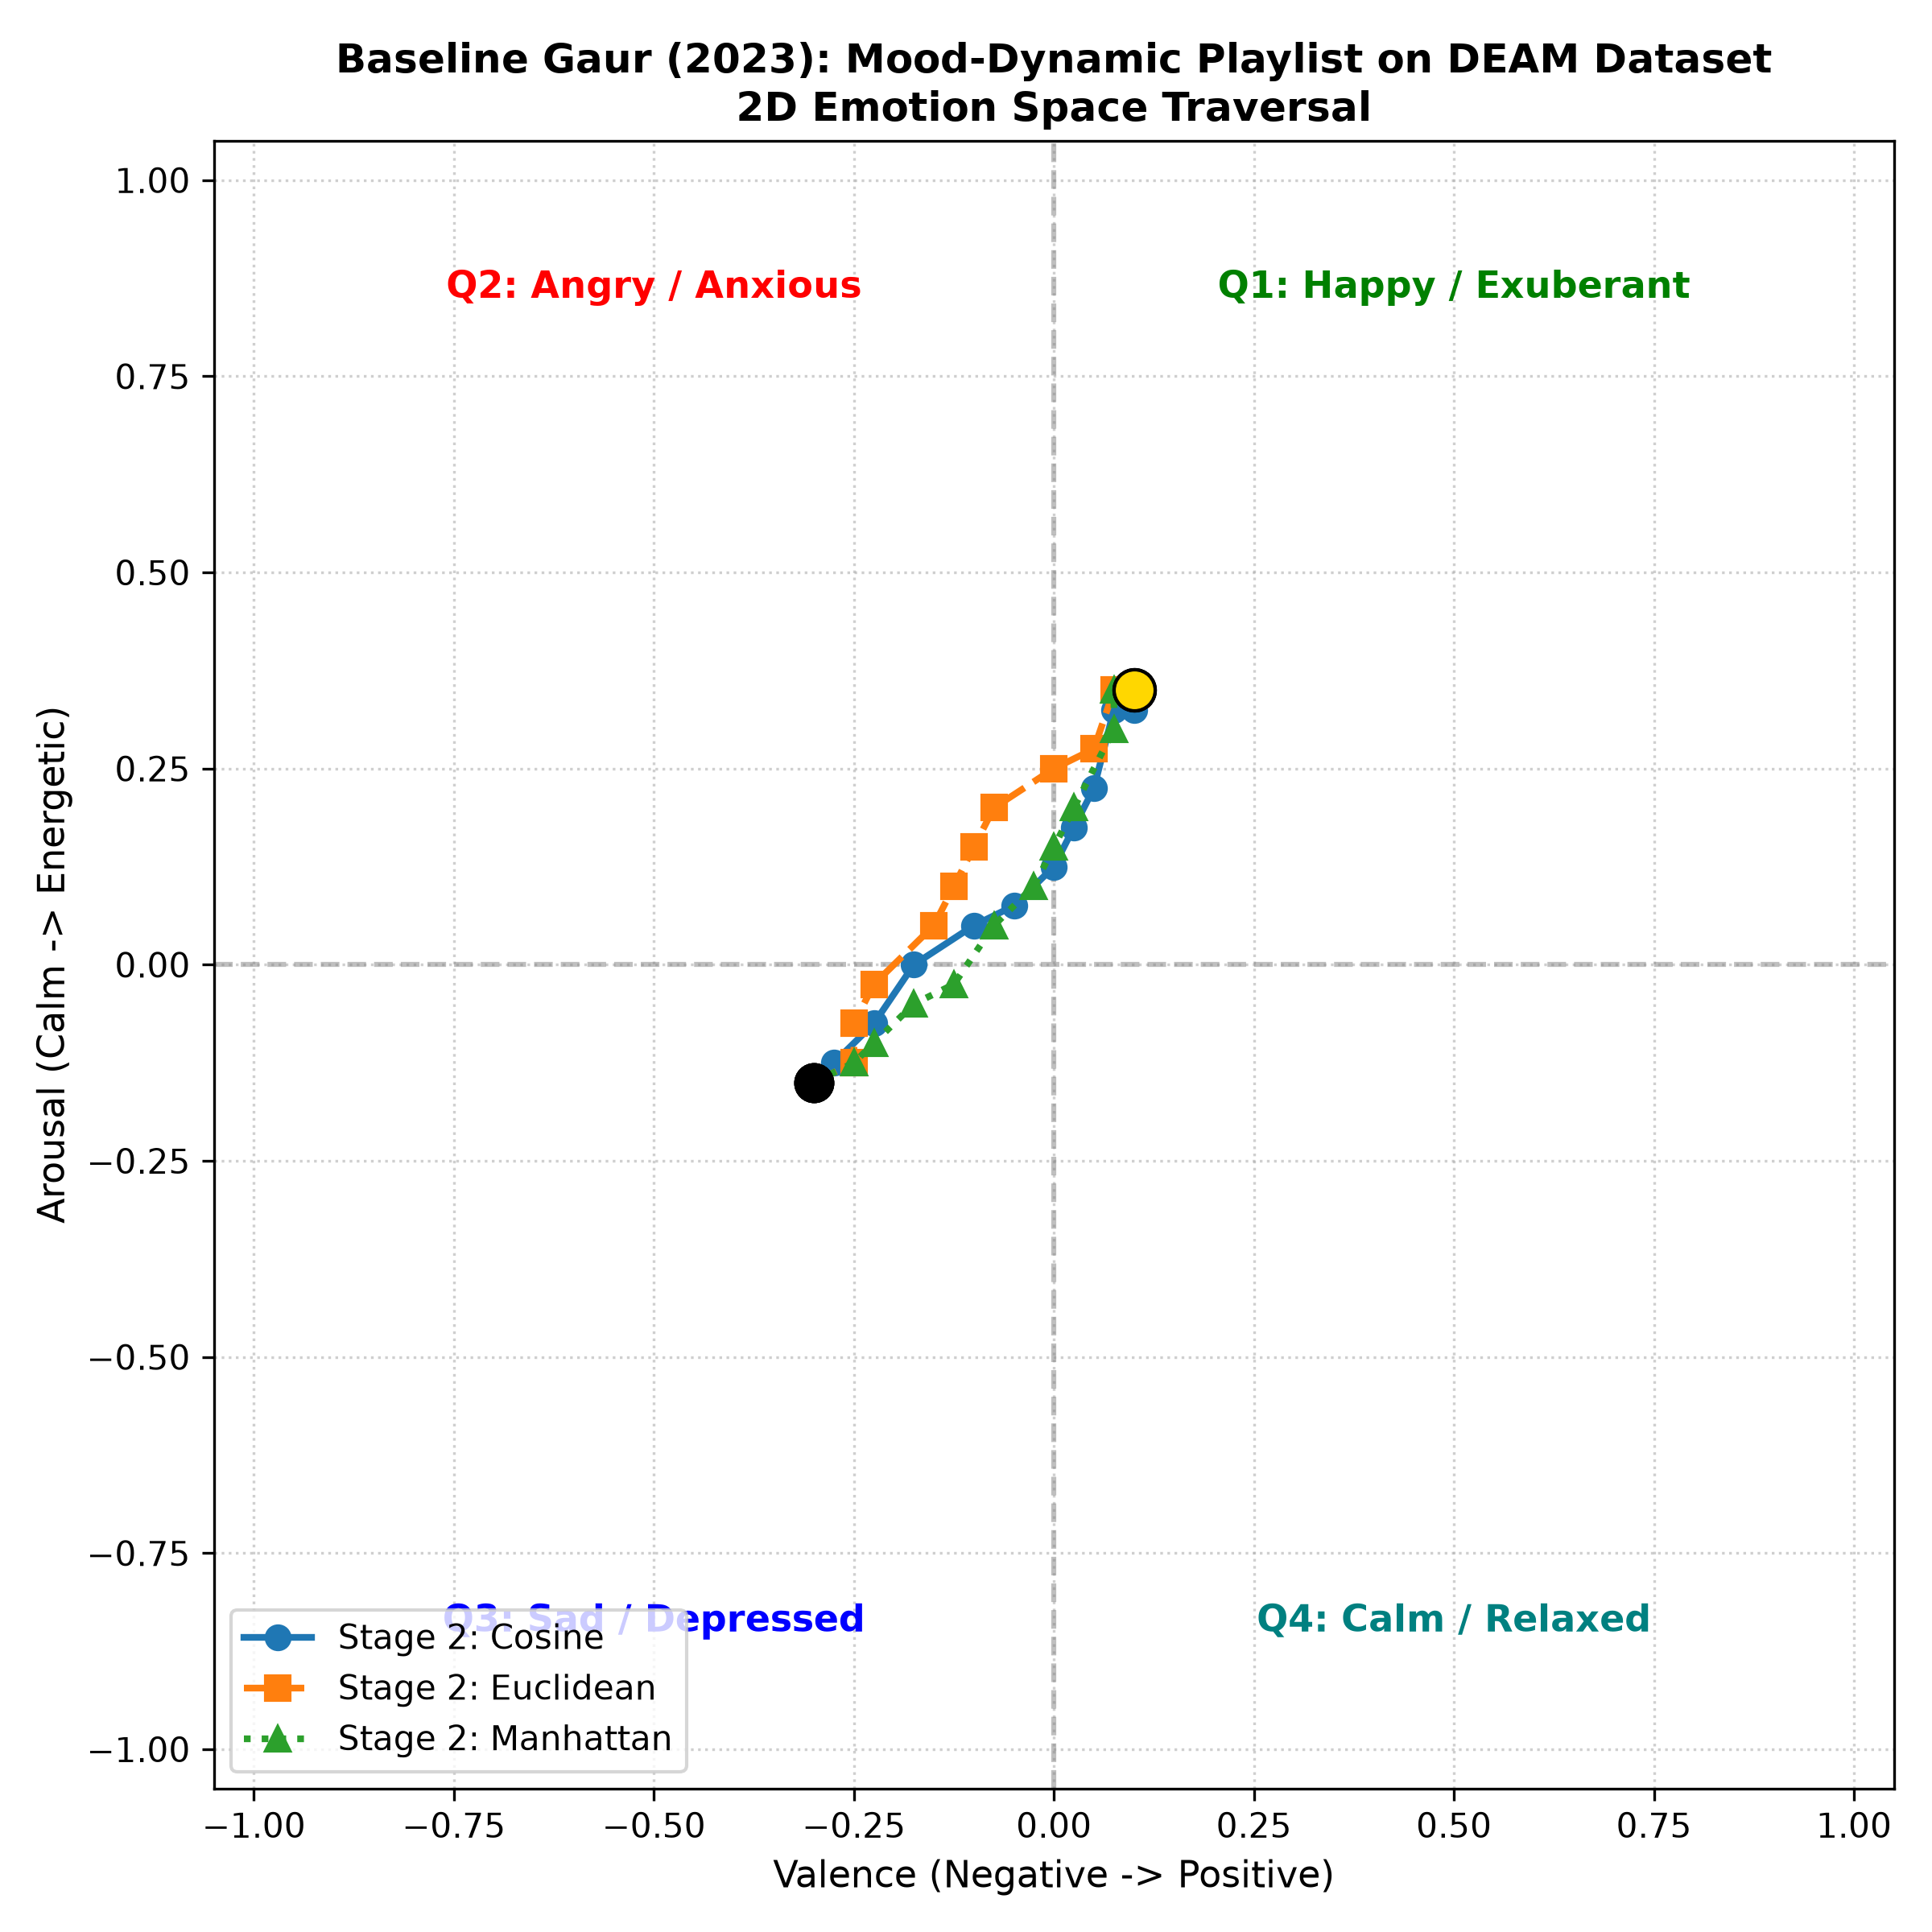 Baseline Gaur (2023): Mood-Dynamic Playlist on DEAM Dataset
2D Emotion Space Traversal
1.00
0.75
0.50
0.25
0.00
−0.25
−0.50
−0.75
−1.00
Arousal (Calm -> Energetic)
Q2: Angry / Anxious
Q1: Happy / Exuberant
Q3: Sad / Depressed
Q4: Calm / Relaxed
Stage 2: Cosine
Stage 2: Euclidean
Stage 2: Manhattan
−1.00 −0.75 −0.50 −0.25 0.00 0.25 0.50 0.75 1.00
Valence (Negative -> Positive)